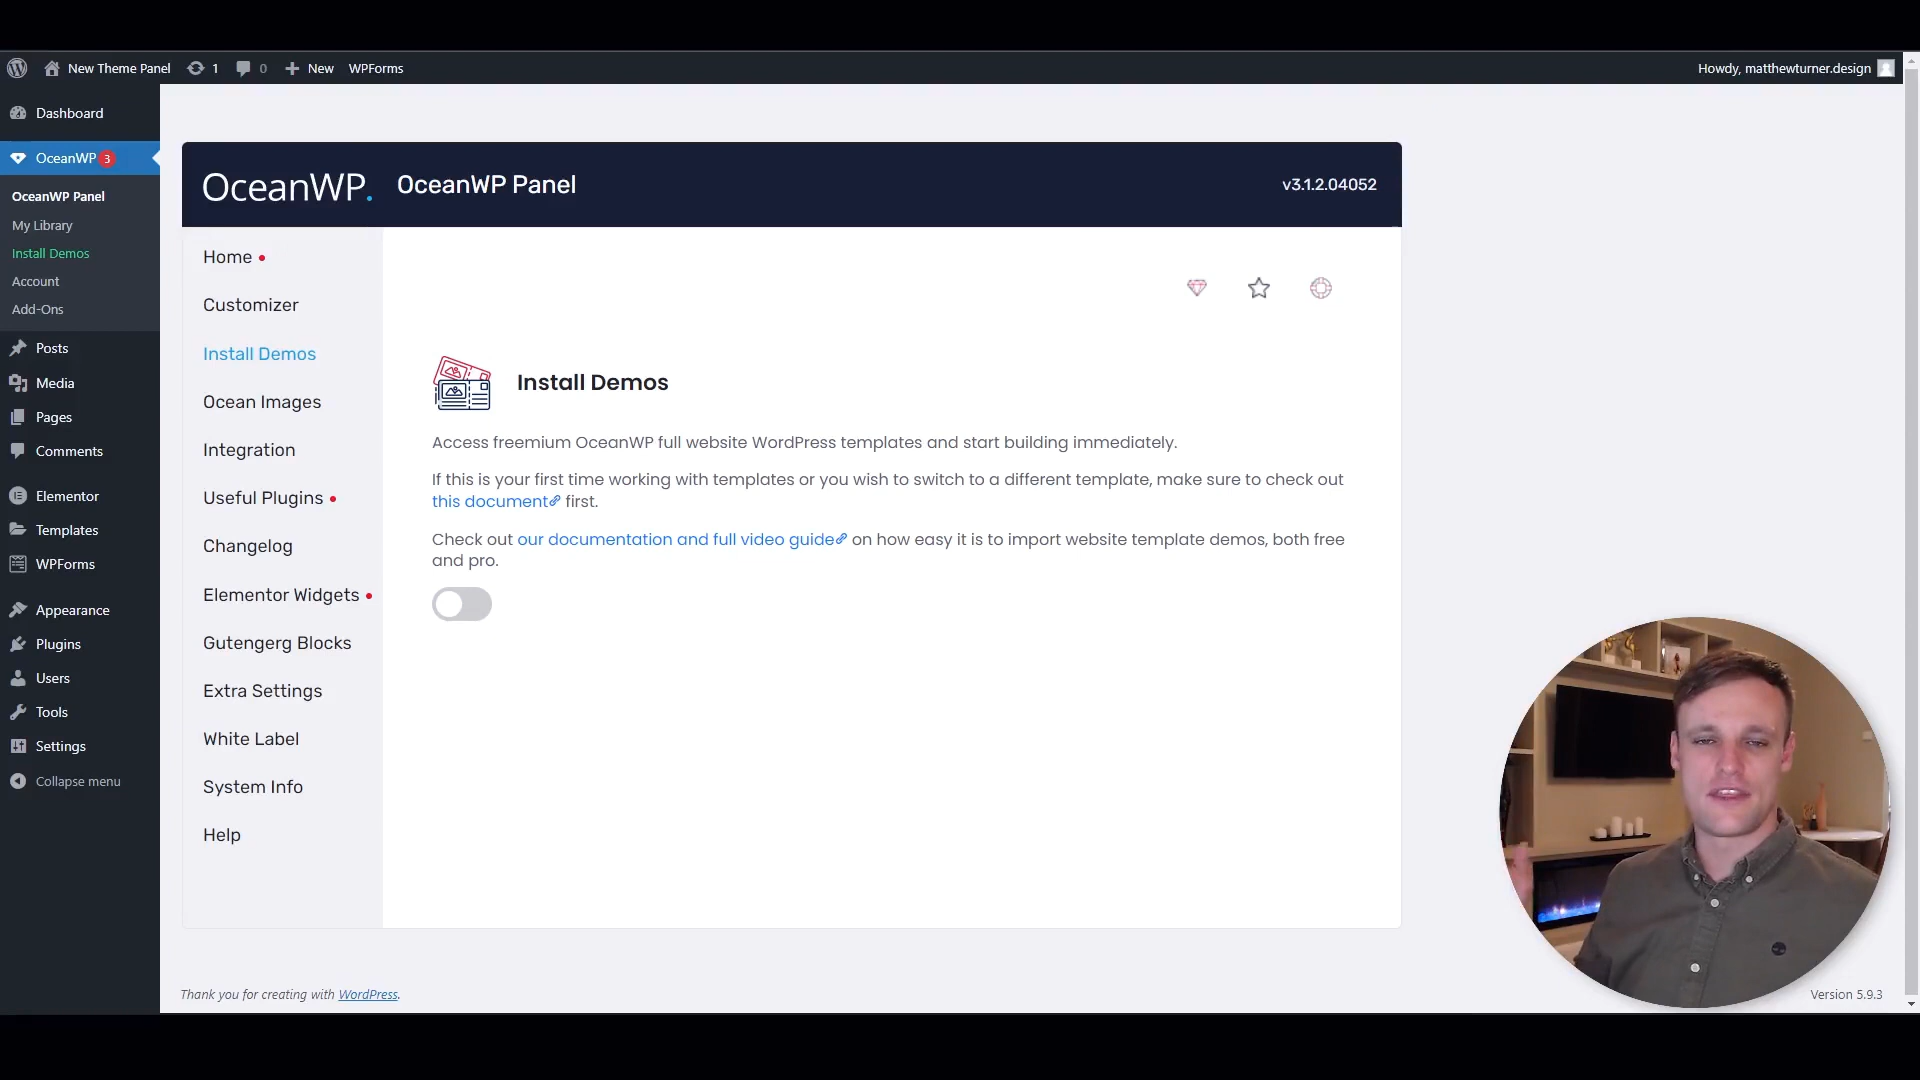 New Theme Panel 1 0 New WPForms
Howdy, matthewturner.design
Dashboard
OceanWP 3
OceanWP Panel
My Library
Install Demos
Account
Add-Ons
Posts
Media
Pages
Comments
Elementor
Templates
WPForms
Appearance
Plugins
Users
Tools
Settings
Collapse menu
OceanWP. OceanWP Panel
v3.1.2.04052
Home
Customizer
Install Demos
Ocean Images
Integration
Useful Plugins
Changelog
Elementor Widgets
Gutengerg Blocks
Extra Settings
White Label
System Info
Help
Install Demos
Access freemium OceanWP full website WordPress templates and start building immediately.
If this is your first time working with templates or you wish to switch to a different template, make sure to check out
this document first.
Check out our documentation and full video guide on how easy it is to import website template demos, both free
and pro.
Thank you for creating with WordPress.
Version 5.9.3